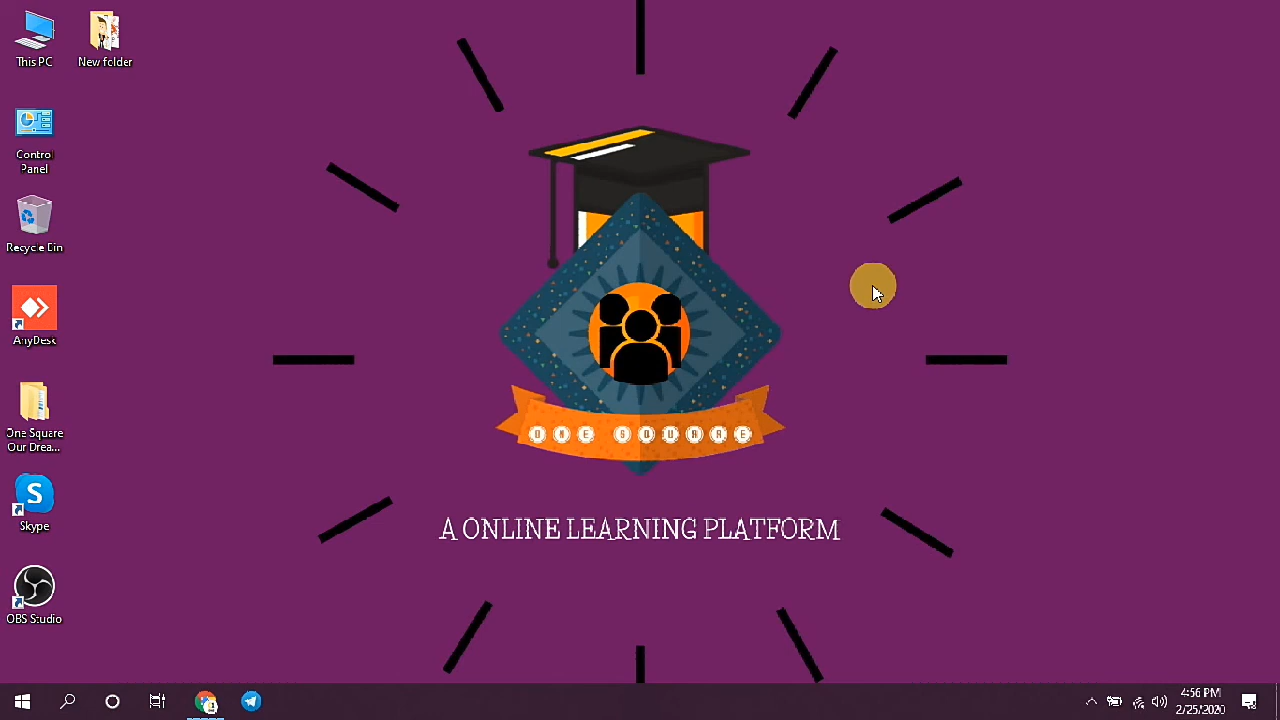 This PC
New folder
Control
Panel
Recycle Bin
AnyDesk
One Square
Our Drea...
Skype
OBS Studio
ONE SQUARE
A ONLINE LEARNING PLATFORM
4:56 PM
2/25/2020